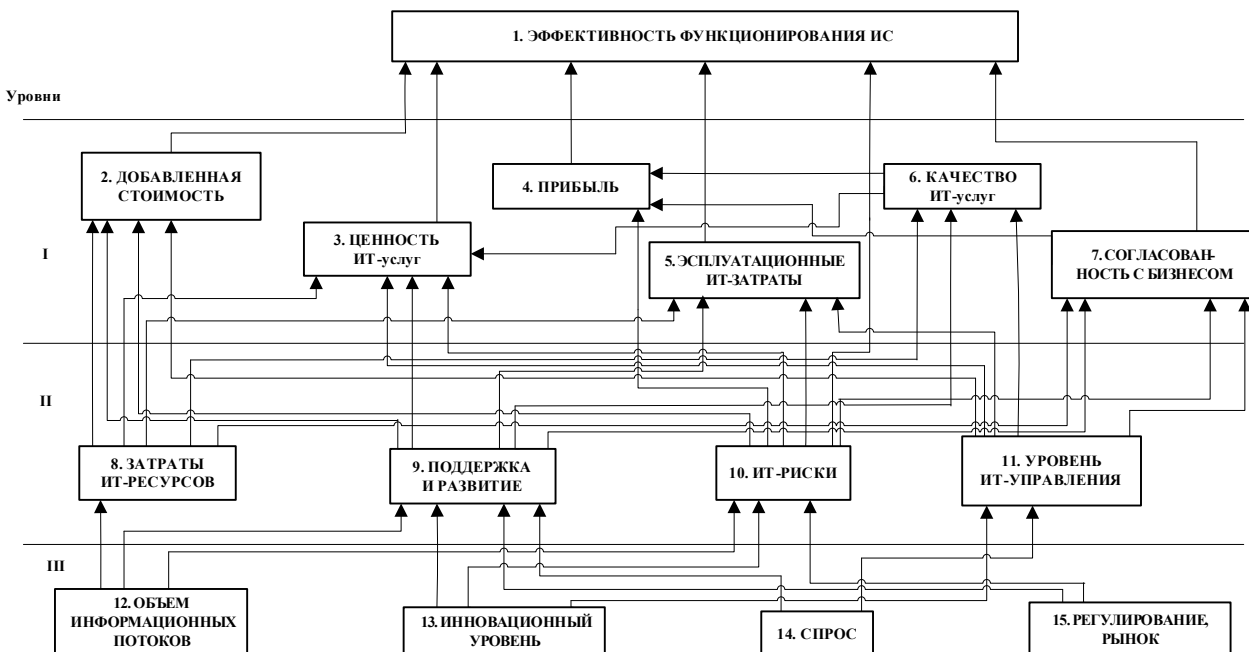 1. ЭФФЕКТИВНОСТЬ ФУНКЦИОНИРОВАНИЯ ИС
Уровни
2. ДОБАВЛЕННАЯ
СТОИМОСТЬ
4. ПРИБЫЛЬ
6. КАЧЕСТВО
ИТ-услуг
I
3. ЦЕННОСТЬ
ИТ-услуг
5. ЭСПЛУАТАЦИОННЫЕ
ИТ-ЗАТРАТЫ
7. СОГЛАСОВАН-
НОСТЬ С БИЗНЕСОМ
II
8. ЗАТРАТЫ
ИТ-РЕСУРСОВ
9. ПОДДЕРЖКА
И РАЗВИТИЕ
10. ИТ-РИСКИ
11. УРОВЕНЬ
ИТ-УПРАВЛЕНИЯ
III
12. ОБЪЕМ
ИНФОРМАЦИОННЫХ
ПОТОКОВ
13. ИННОВАЦИОННЫЙ
УРОВЕНЬ
14. СПРОС
15. РЕГУЛИРОВАНИЕ,
РЫНОК